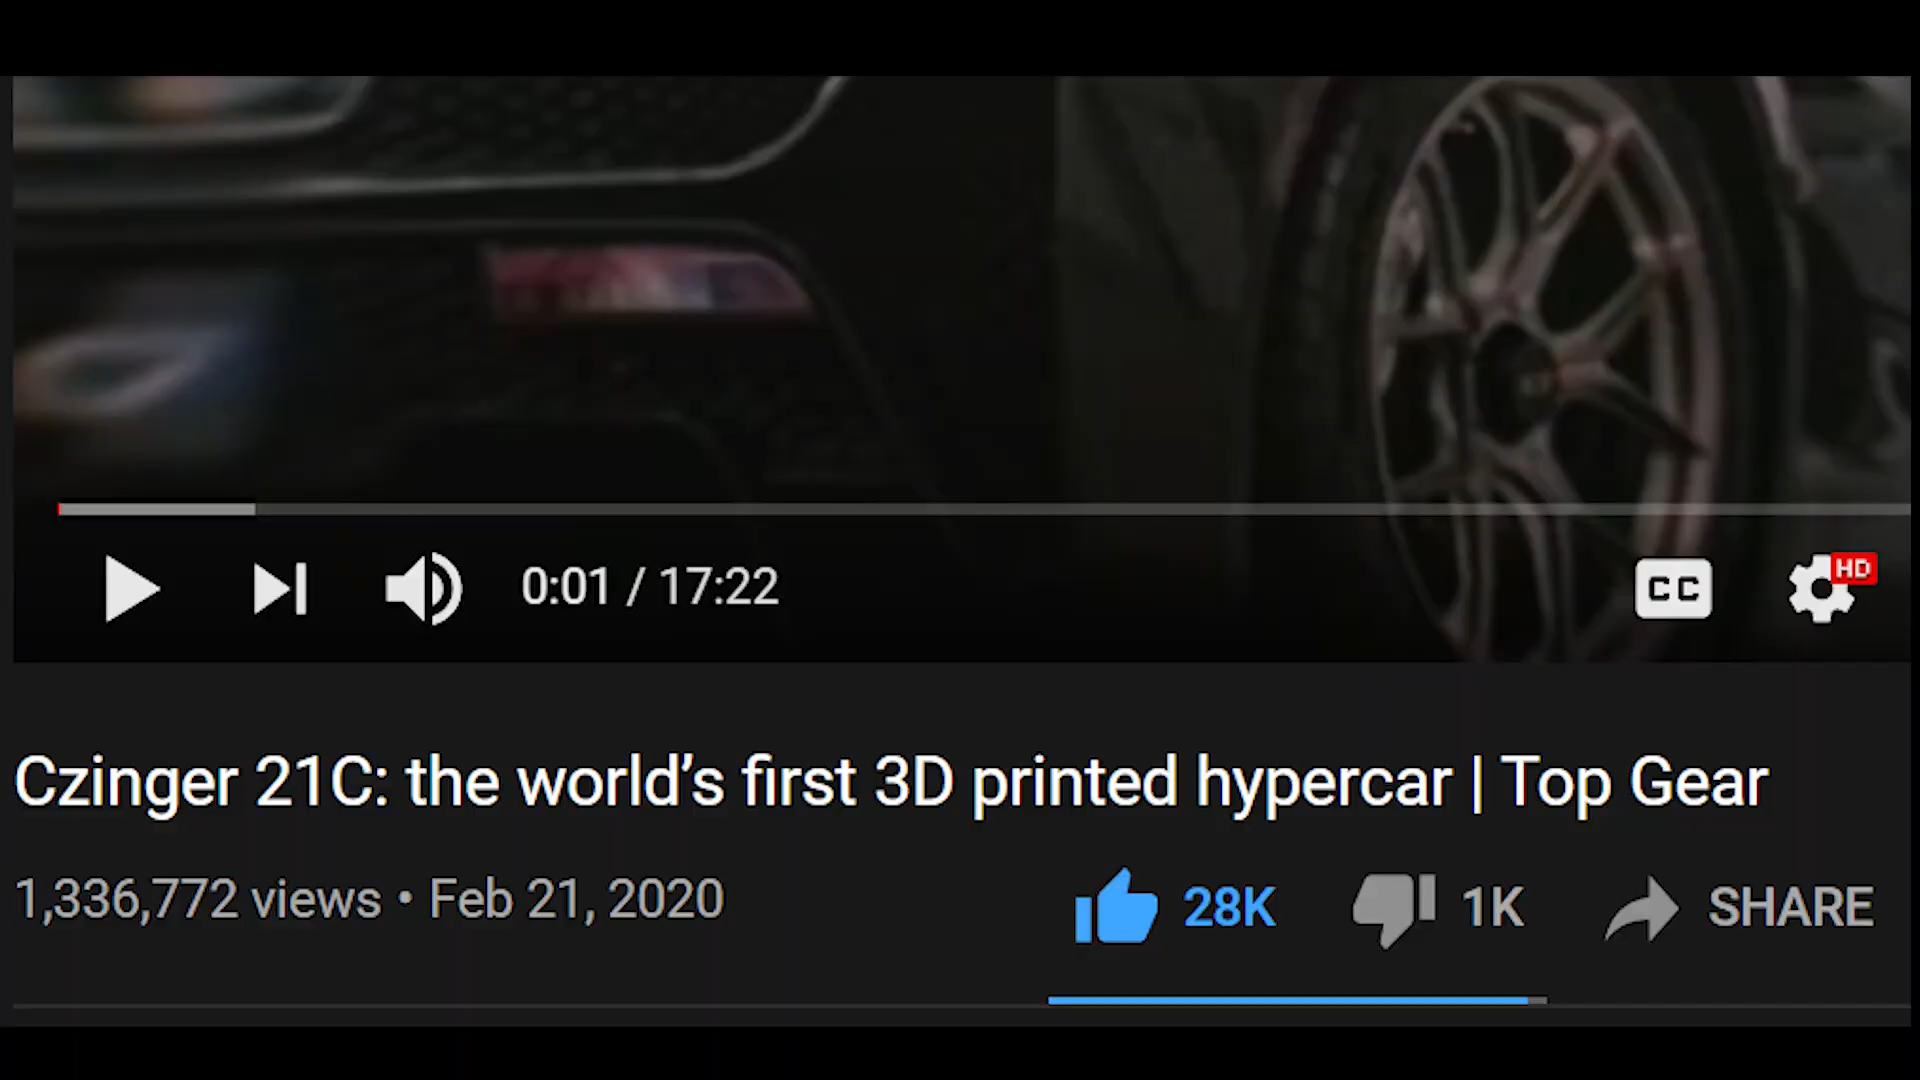 0:01 / 17:22
CC
HD
Czinger 21C: the world’s first 3D printed hypercar | Top Gear
1,336,772 views • Feb 21, 2020
28K
1K
SHARE